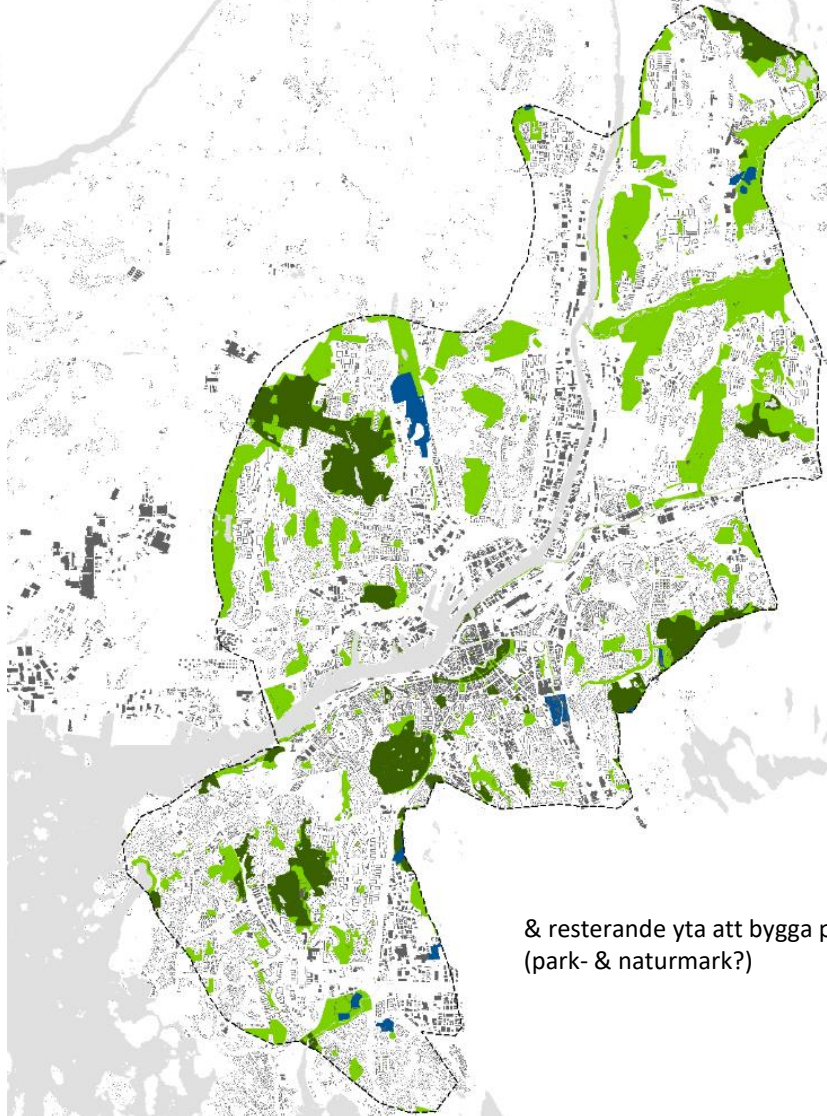 & resterande yta att bygga p
(park- & naturmark?)